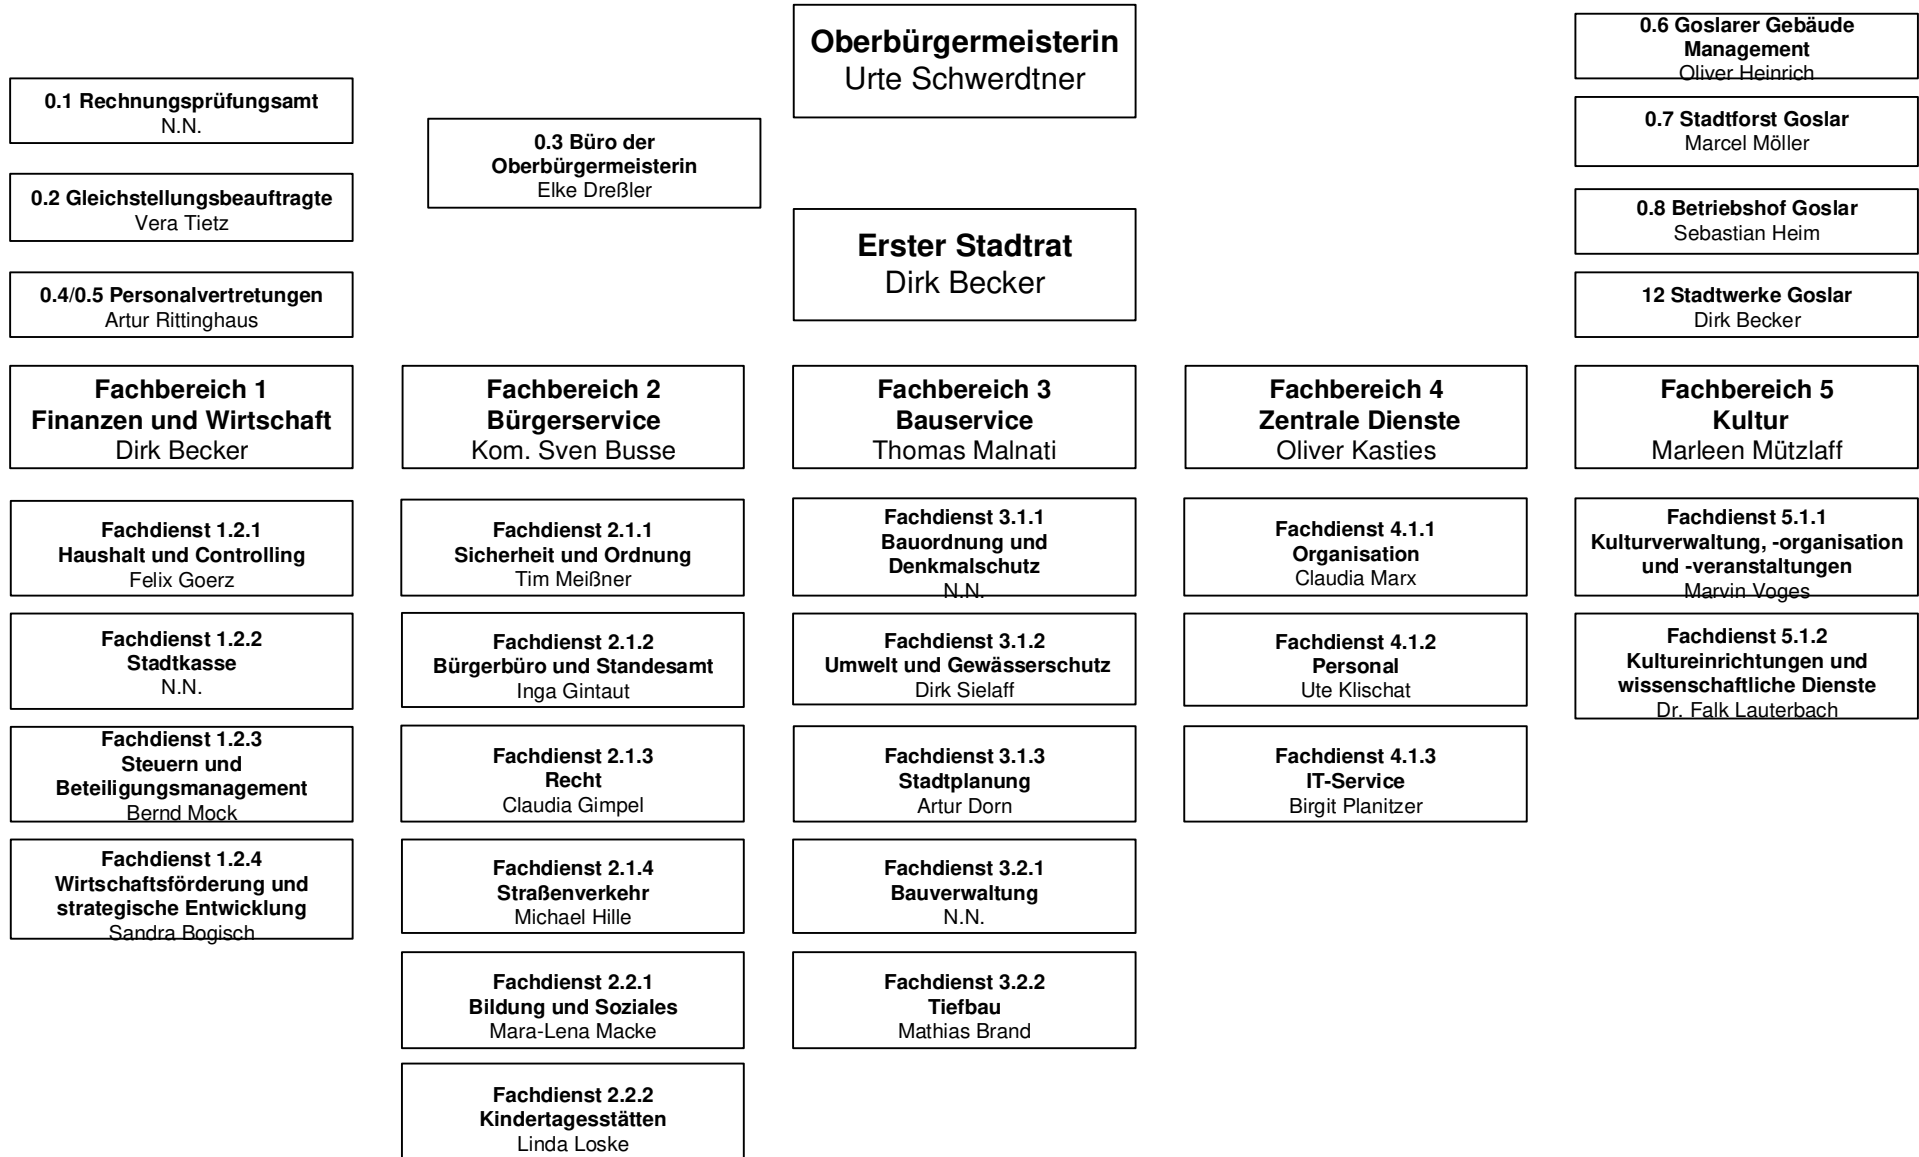 Oberbürgermeisterin
Urte Schwerdtner
0.1 Rechnungsprüfungsamt
N.N.
0.2 Gleichstellungsbeauftragte
Vera Tietz
0.4/0.5 Personalvertretungen
Artur Rittinghaus
0.3 Büro der
Oberbürgermeisterin
Elke Dreßler
Erster Stadtrat
Dirk Becker
0.6 Goslarer Gebäude
Management
Oliver Heinrich
0.7 Stadtforst Goslar
Marcel Möller
0.8 Betriebshof Goslar
Sebastian Heim
12 Stadtwerke Goslar
Dirk Becker
Fachbereich 1
Finanzen und Wirtschaft
Dirk Becker
Fachdienst 1.2.1
Haushalt und Controlling
Felix Goerz
Fachdienst 1.2.2
Stadtkasse
N.N.
Fachdienst 1.2.3
Steuern und
Beteiligungsmanagement
Bernd Mock
Fachdienst 1.2.4
Wirtschaftsförderung und
strategische Entwicklung
Sandra Bogisch
Fachbereich 2
Bürgerservice
Kom. Sven Busse
Fachdienst 2.1.1
Sicherheit und Ordnung
Tim Meißner
Fachdienst 2.1.2
Bürgerbüro und Standesamt
Inga Gintaut
Fachdienst 2.1.3
Recht
Claudia Gimpel
Fachdienst 2.1.4
Straßenverkehr
Michael Hille
Fachdienst 2.2.1
Bildung und Soziales
Mara-Lena Macke
Fachdienst 2.2.2
Kindertagesstätten
Linda Loske
Fachbereich 3
Bauservice
Thomas Malnati
Fachdienst 3.1.1
Bauordnung und
Denkmalschutz
N.N.
Fachdienst 3.1.2
Umwelt und Gewässerschutz
Dirk Sielaff
Fachdienst 3.1.3
Stadtplanung
Artur Dorn
Fachdienst 3.2.1
Bauverwaltung
N.N.
Fachdienst 3.2.2
Tiefbau
Mathias Brand
Fachbereich 4
Zentrale Dienste
Oliver Kasties
Fachdienst 4.1.1
Organisation
Claudia Marx
Fachdienst 4.1.2
Personal
Ute Klischat
Fachdienst 4.1.3
IT-Service
Birgit Planitzer
Fachbereich 5
Kultur
Marleen Mützlaff
Fachdienst 5.1.1
Kulturverwaltung, -organisation
und -veranstaltungen
Marvin Voges
Fachdienst 5.1.2
Kultureinrichtungen und
wissenschaftliche Dienste
Dr. Falk Lauterbach